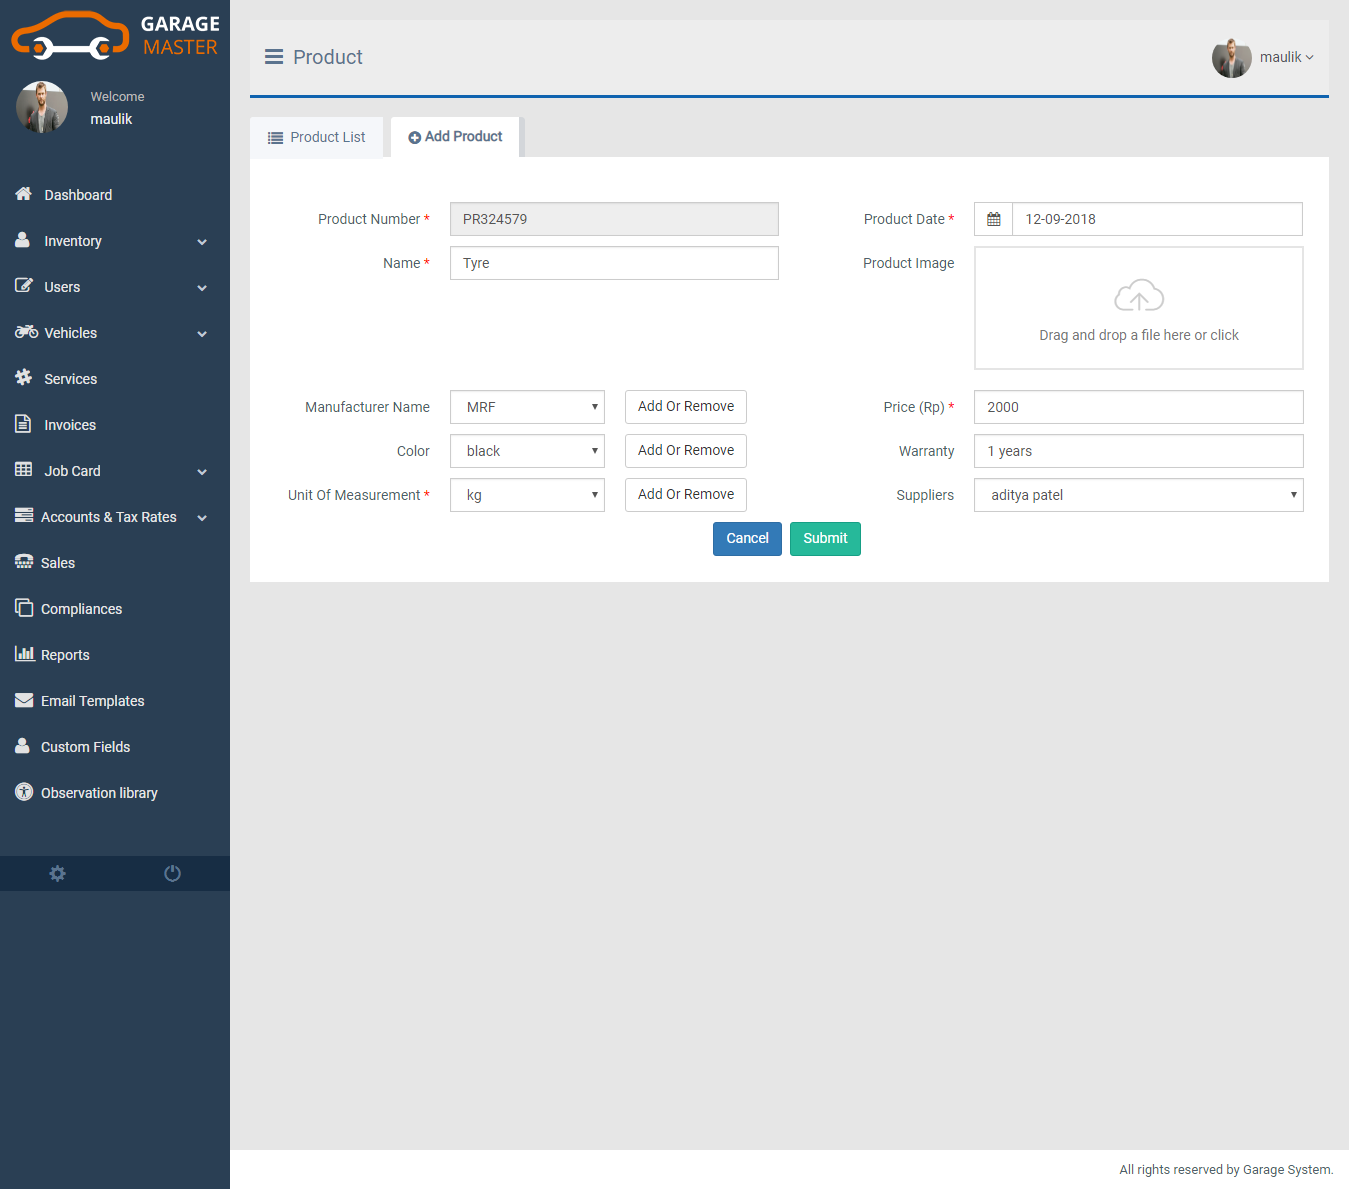 GARAGE
MASTER
Welcome
maulik
Dashboard
Inventory
Users
Vehicles
Services
Invoices
Job Card
Accounts & Tax Rates
Sales
Compliances
Reports
Email Templates
Custom Fields
Observation library
Product
maulik
Product List
Add Product
Product Number * PR324579
Product Date * 12-09-2018
Name * Tyre
Product Image
Drag and drop a file here or click
Manufacturer Name MRF Add Or Remove
Price (Rp) * 2000
Color black Add Or Remove
Warranty 1 years
Unit Of Measurement * kg Add Or Remove
Suppliers aditya patel
Cancel Submit
All rights reserved by Garage System.